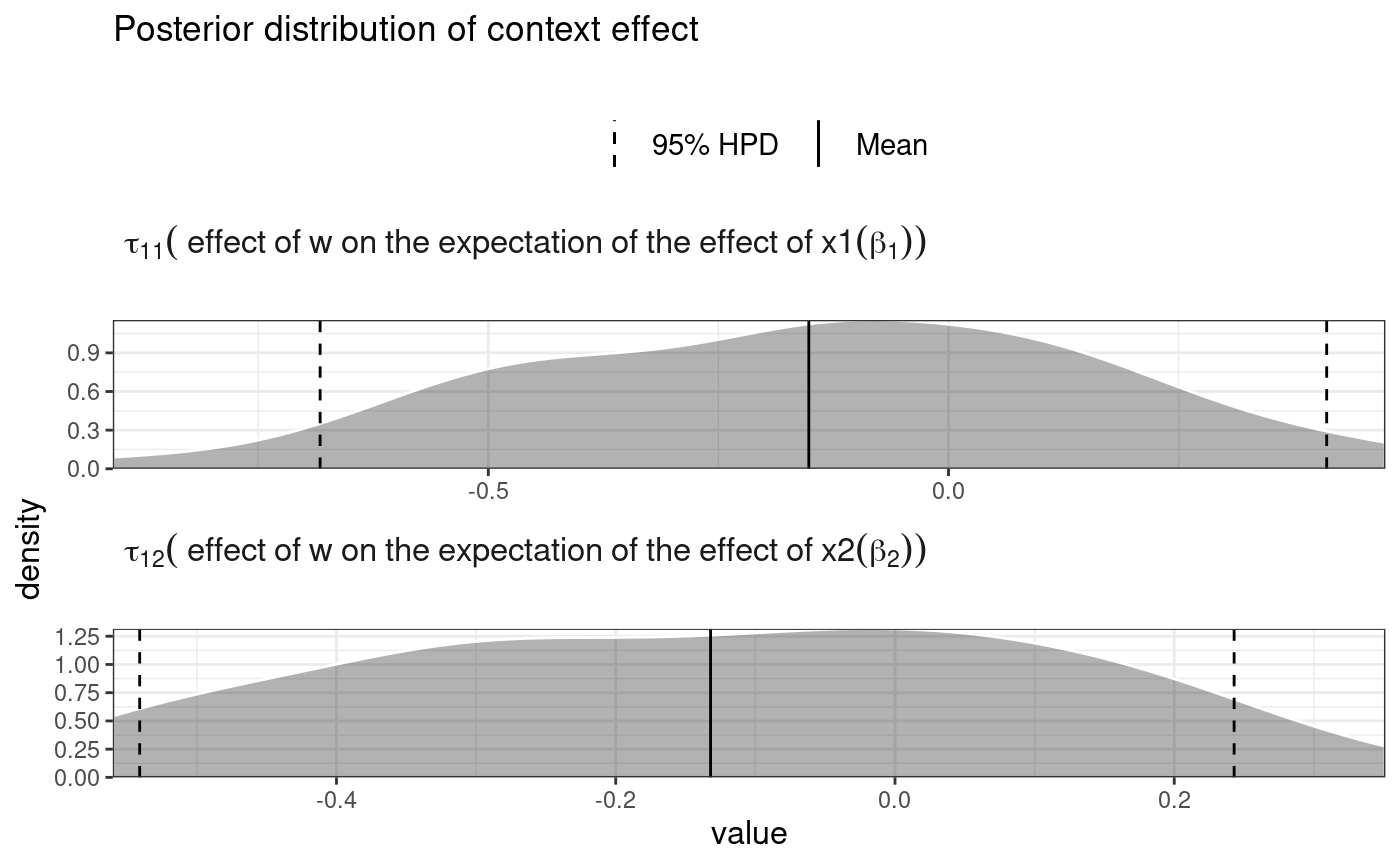 Posterior distribution of context effect
95% HPD Mean
τ₁₁( effect of w on the expectation of the effect of x1(β₁))
0.9
0.6
0.3
0.0
-0.5 0.0
density
τ₁₂( effect of w on the expectation of the effect of x2(β₂))
1.25
1.00
0.75
0.50
0.25
0.00
-0.4 -0.2 0.0 0.2
value